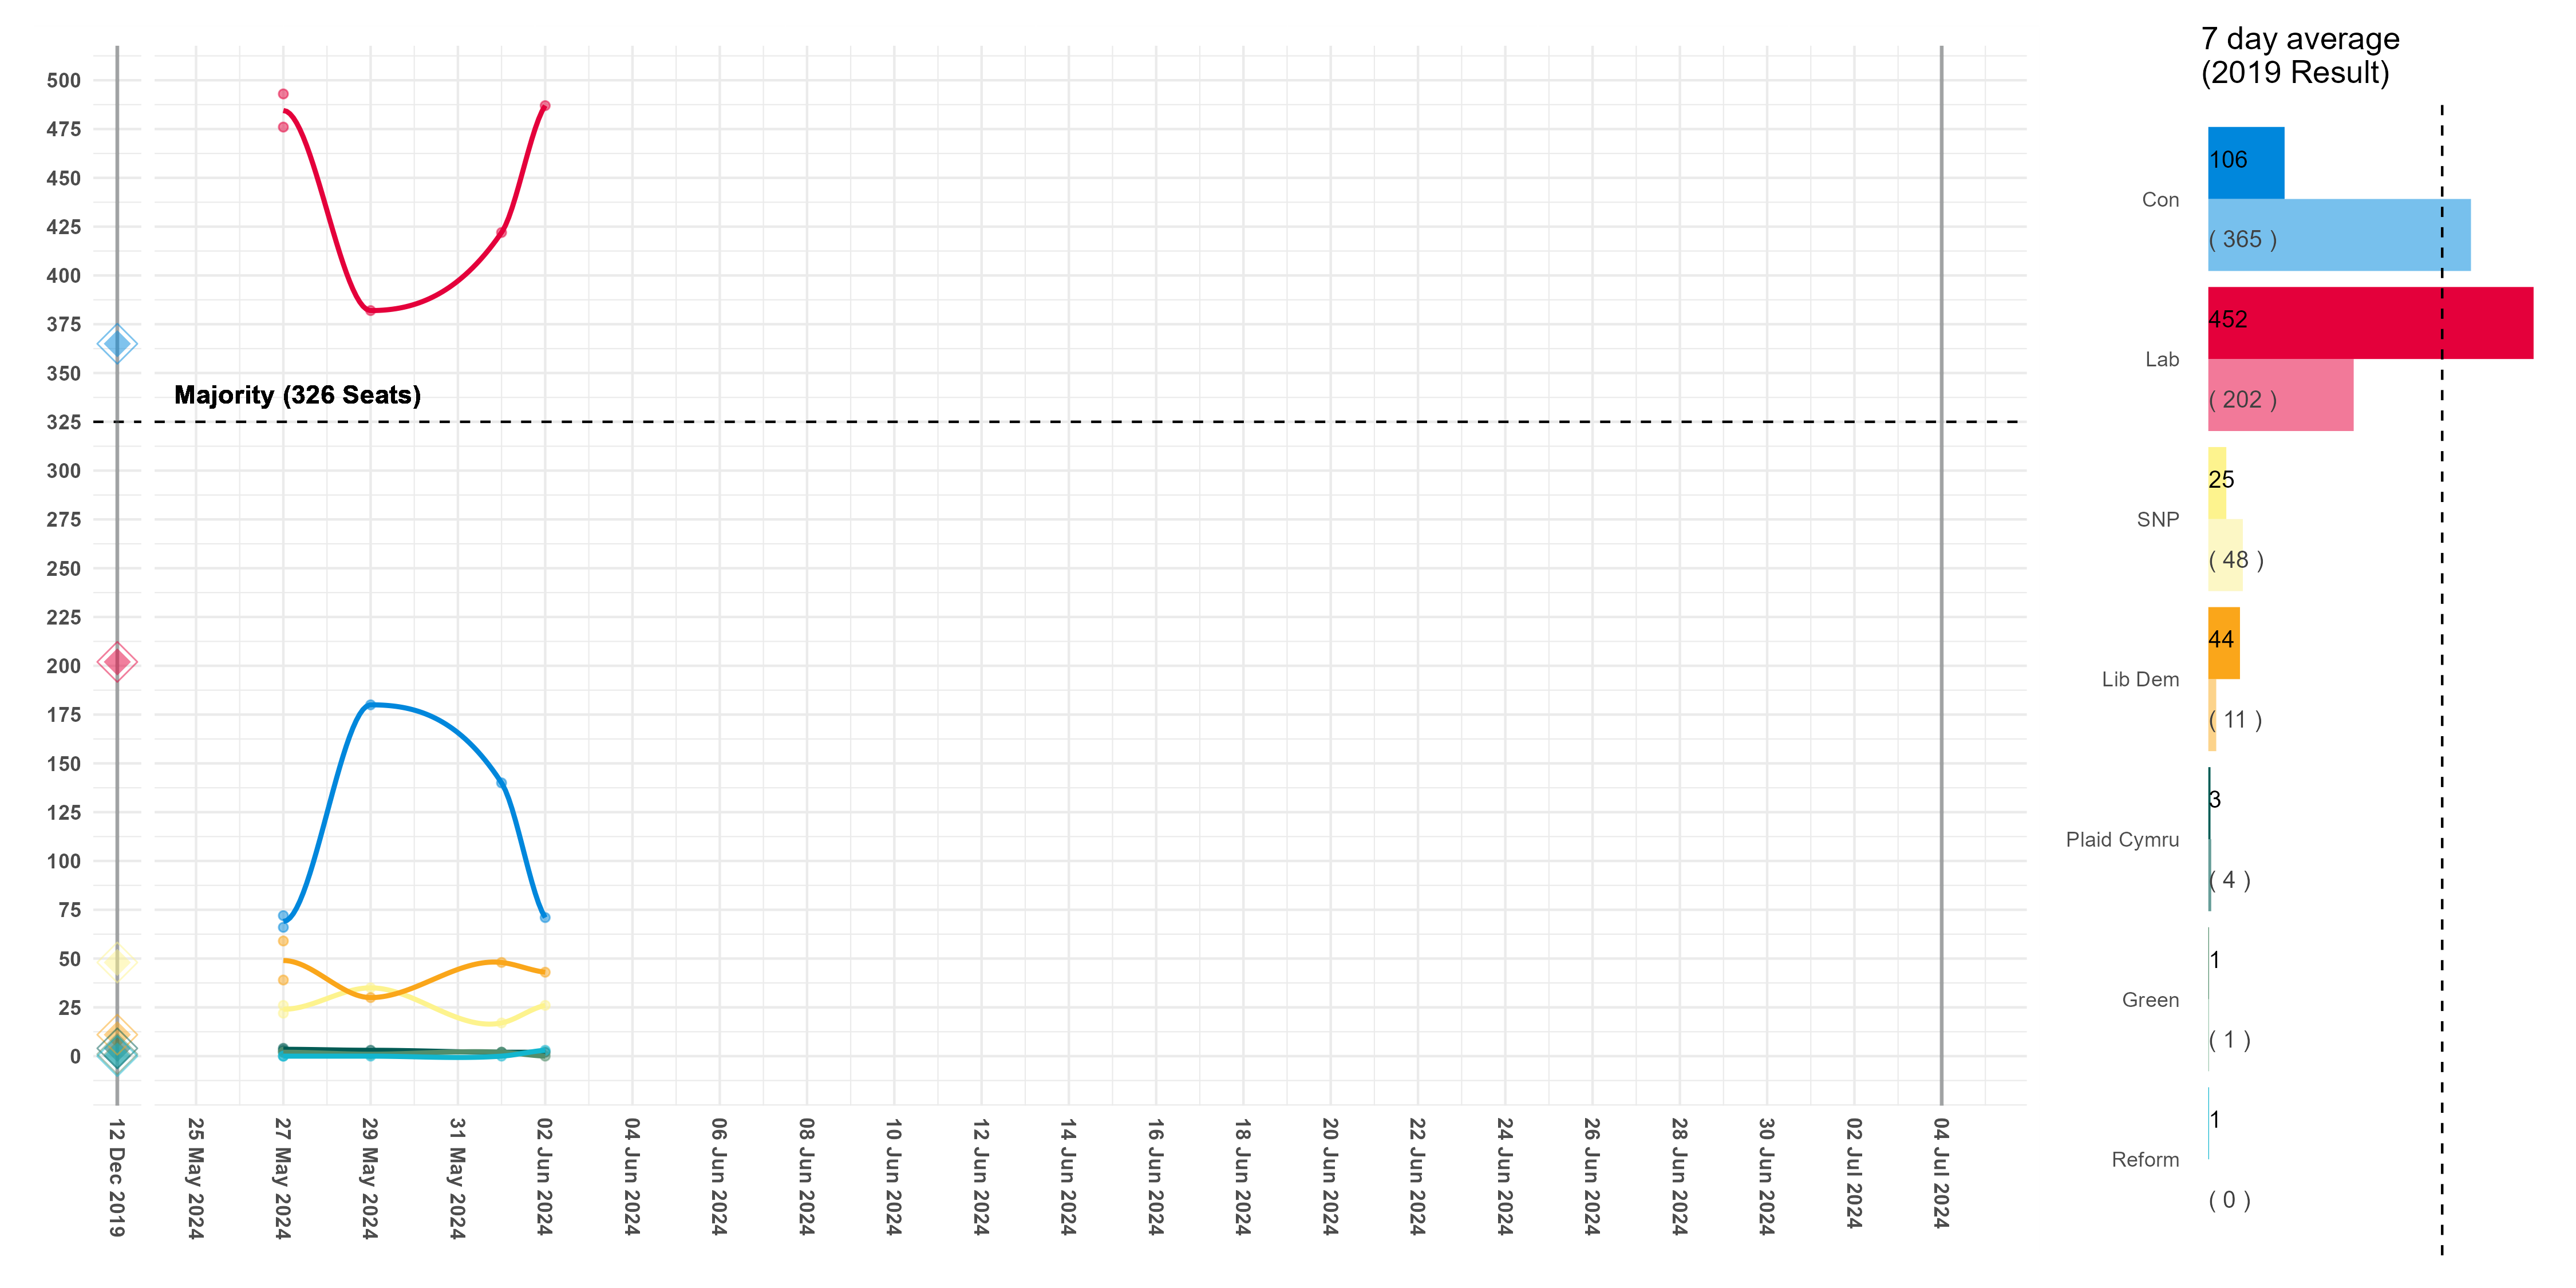 7 day average
(2019 Result)
500
475
450
425
400
375
350
325
300
275
250
225
200
175
150
125
100
75
50
25
0
Majority (326 Seats)
12 Dec 2019
25 May 2024
27 May 2024
29 May 2024
31 May 2024
02 Jun 2024
04 Jun 2024
06 Jun 2024
08 Jun 2024
10 Jun 2024
12 Jun 2024
14 Jun 2024
16 Jun 2024
18 Jun 2024
20 Jun 2024
22 Jun 2024
24 Jun 2024
26 Jun 2024
28 Jun 2024
30 Jun 2024
02 Jul 2024
04 Jul 2024
106
Con
( 365 )
452
Lab
( 202 )
25
SNP
( 48 )
44
Lib Dem
( 11 )
3
Plaid Cymru
( 4 )
1
Green
( 1 )
1
Reform
( 0 )